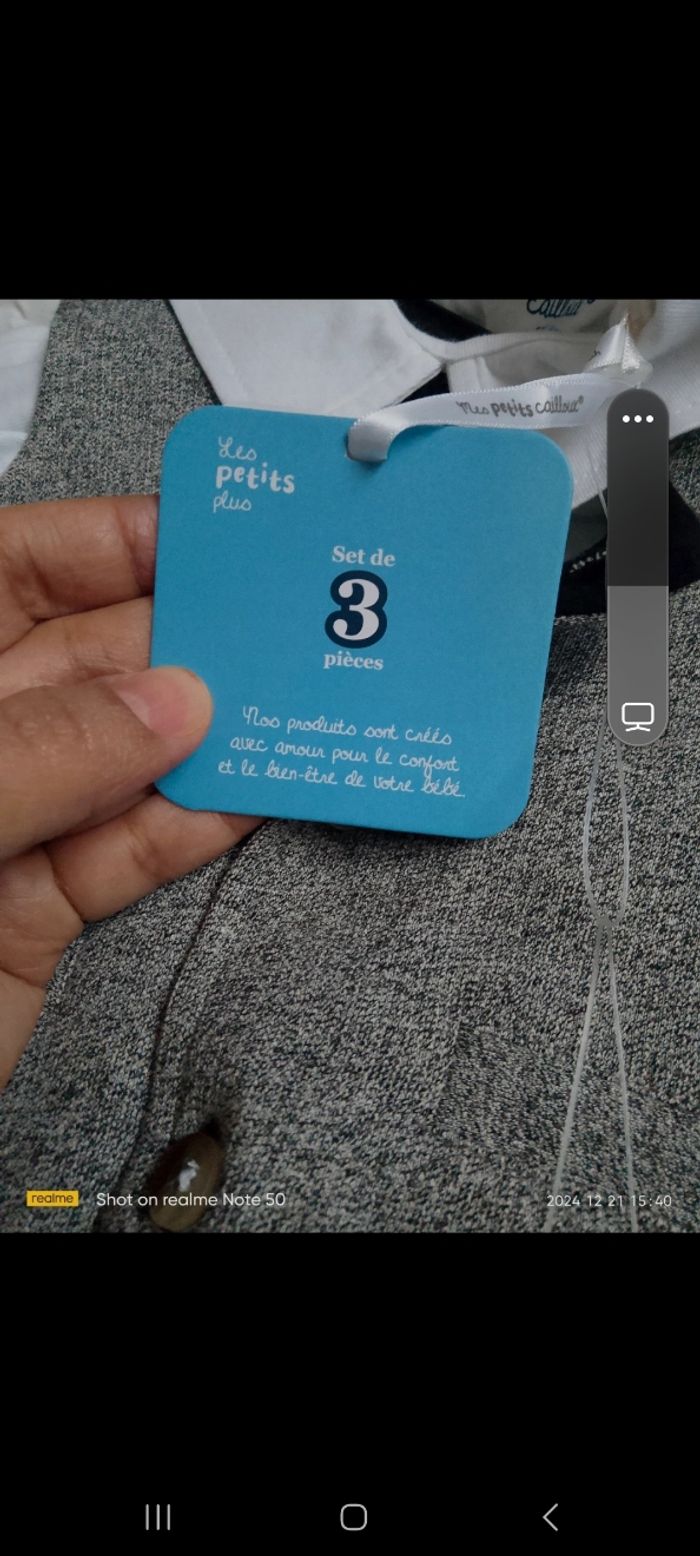 Mes petits cailloux®
Les
petits
plus
Set de
3
pièces
Nos produits sont créés
avec amour pour le confort
et le bien-être de votre bébé.
realme Shot on realme Note 50
2024 12 21 15:40